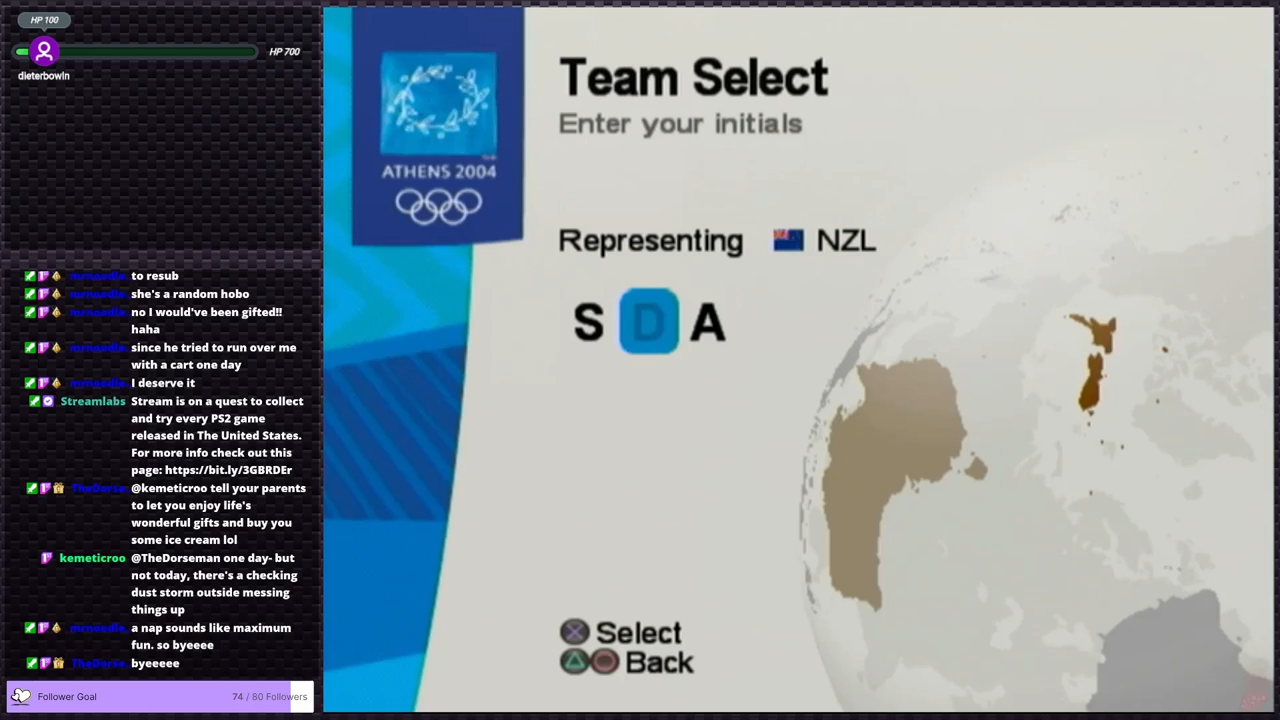 HP 100
HP 700
dieterbowln
to resub
she's a random hobo
no I would've been gifted!!
haha
since he tried to run over me
with a cart one day
I deserve it
Streamlabs Stream is on a quest to collect
and try every PS2 game
released in The United States.
For more info check out this
page: https://bit.ly/3GBRDEr
TheDorse @kemeticroo tell your parents
to let you enjoy life's
wonderful gifts and buy you
some ice cream lol
kemeticroo @TheDorseman one day- but
not today, there's a checking
dust storm outside messing
things up
a nap sounds like maximum
fun. so byeeee
TheDorse byeeeee
Follower Goal 74 / 80 Followers
ATHENS 2004
Team Select
Enter your initials
Representing NZL
S D A
Select
Back